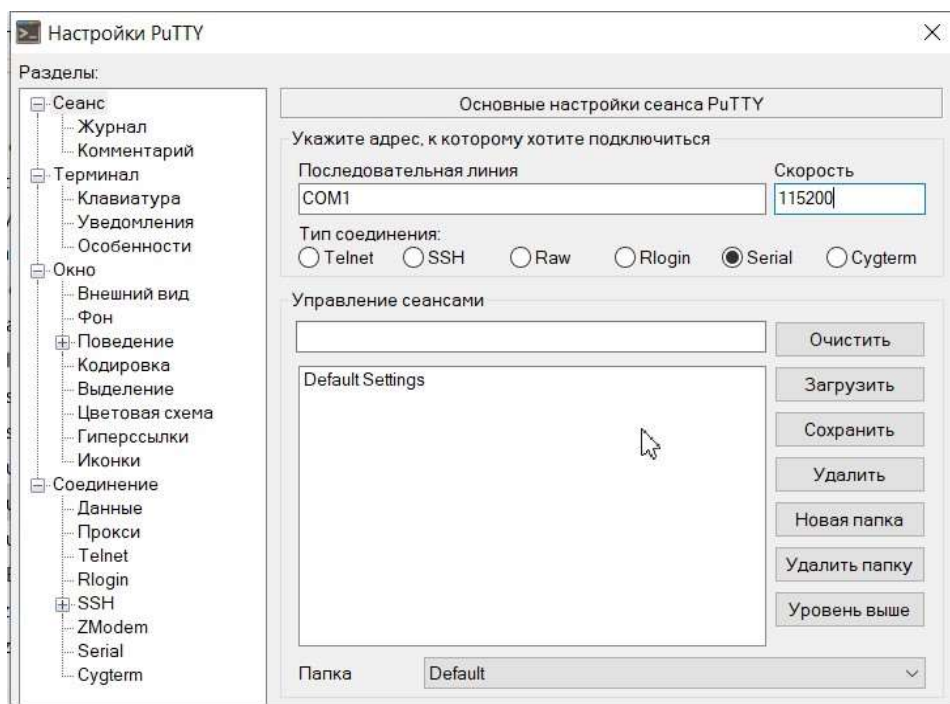 Настройки PuTTY
Разделы:
Сеанс
Журнал
Комментарий
Терминал
Клавиатура
Уведомления
Особенности
Окно
Внешний вид
Фон
Поведение
Кодировка
Выделение
Цветовая схема
Гиперссылки
Иконки
Соединение
Данные
Прокси
Telnet
Rlogin
SSH
ZModem
Serial
Cygterm
Основные настройки сеанса PuTTY
Укажите адрес, к которому хотите подключиться
Последовательная линия Скорость
COM1 115200
Тип соединения:
Telnet SSH Raw Rlogin Serial Cygterm
Управление сеансами
Default Settings
Очистить
Загрузить
Сохранить
Удалить
Новая папка
Удалить папку
Уровень выше
Папка Default